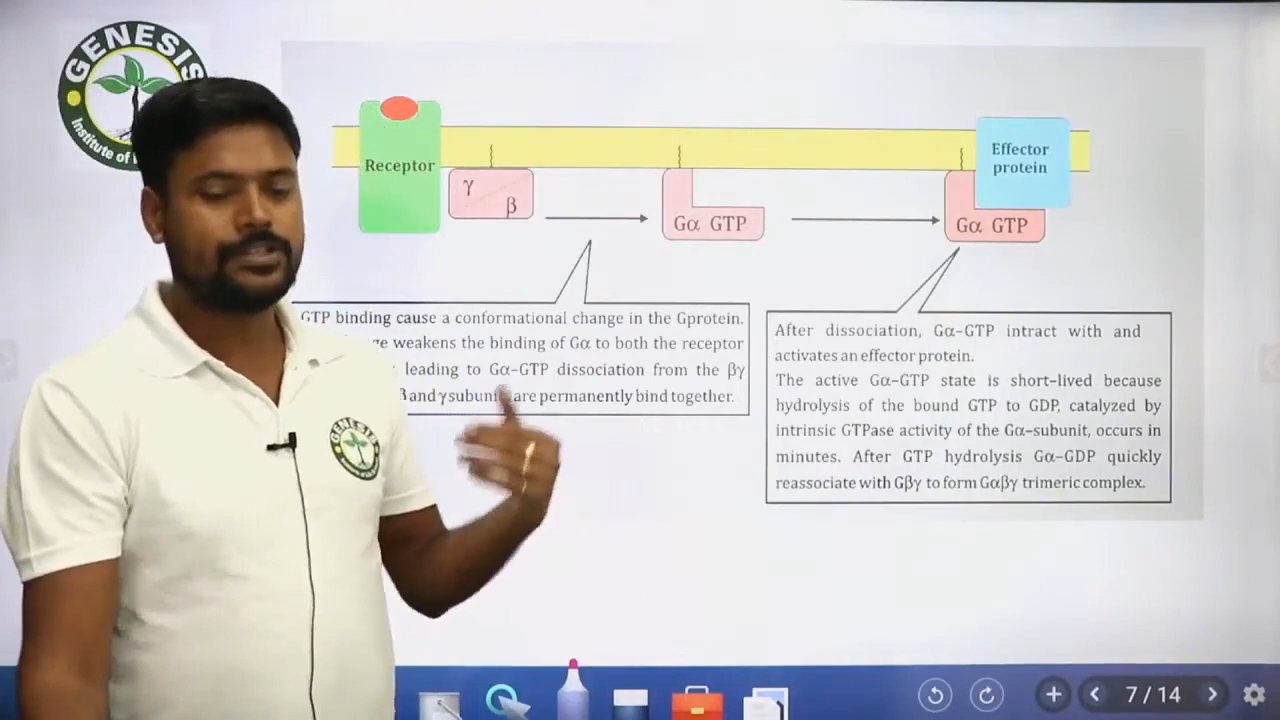 GENESIS
Institute of
Receptor
γ
β
Gα GTP
Effector
protein
Gα GTP
GTP binding cause a conformational change in the Gprotein.
weakens the binding of Gα to both the receptor
leading to Gα-GTP dissociation from the βγ
β and γ are permanently bind together.
After dissociation, Gα-GTP intract with and
activates an effector protein.
The active Gα-GTP state is short-lived because
hydrolysis of the bound GTP to GDP, catalyzed by
intrinsic GTPase activity of the Gα-subunit, occurs in
minutes. After GTP hydrolysis Gα-GDP quickly
reassociate with Gβγ to form Gαβγ trimeric complex.
GENESIS
7 / 14